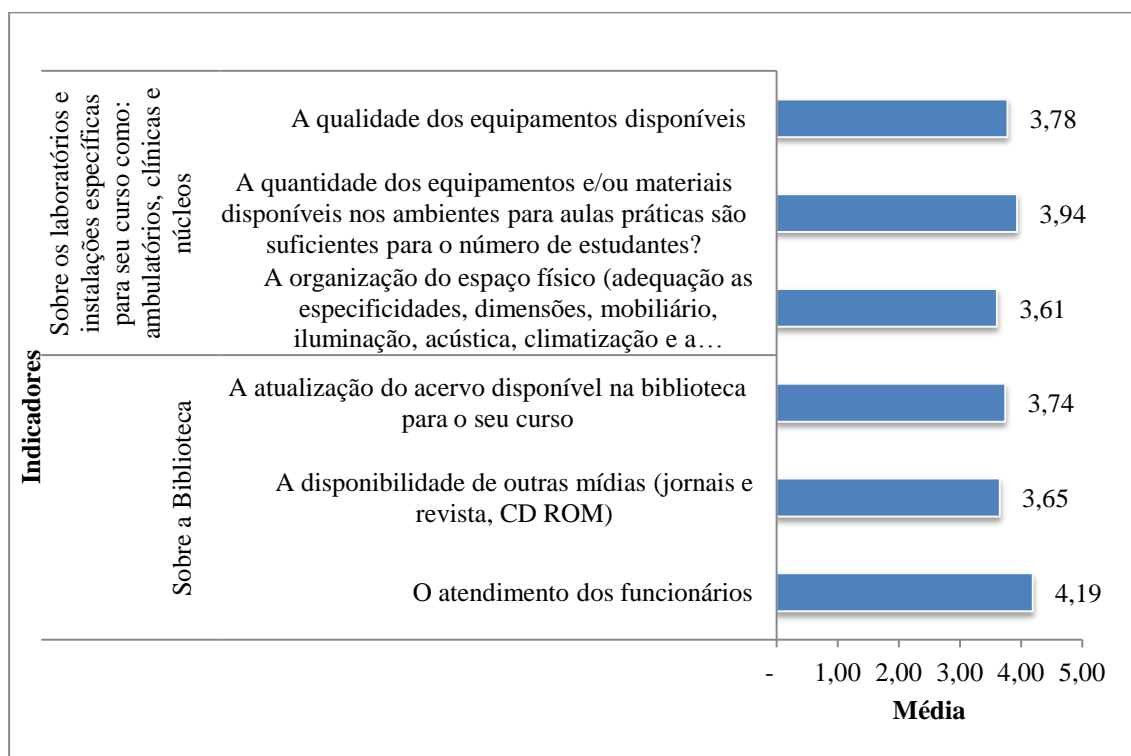 Indicadores
Sobre os laboratórios e
instalações específicas
para seu curso como:
ambulatórios, clínicas e
núcleos
A qualidade dos equipamentos disponíveis
3,78
A quantidade dos equipamentos e/ou materiais
disponíveis nos ambientes para aulas práticas são
suficientes para o número de estudantes?
3,94
A organização do espaço físico (adequação as
especificidades, dimensões, mobiliário,
iluminação, acústica, climatização e a…
3,61
Sobre a Biblioteca
A atualização do acervo disponível na biblioteca
para o seu curso
3,74
A disponibilidade de outras mídias (jornais e
revista, CD ROM)
3,65
O atendimento dos funcionários
4,19
- 1,00 2,00 3,00 4,00 5,00
Média